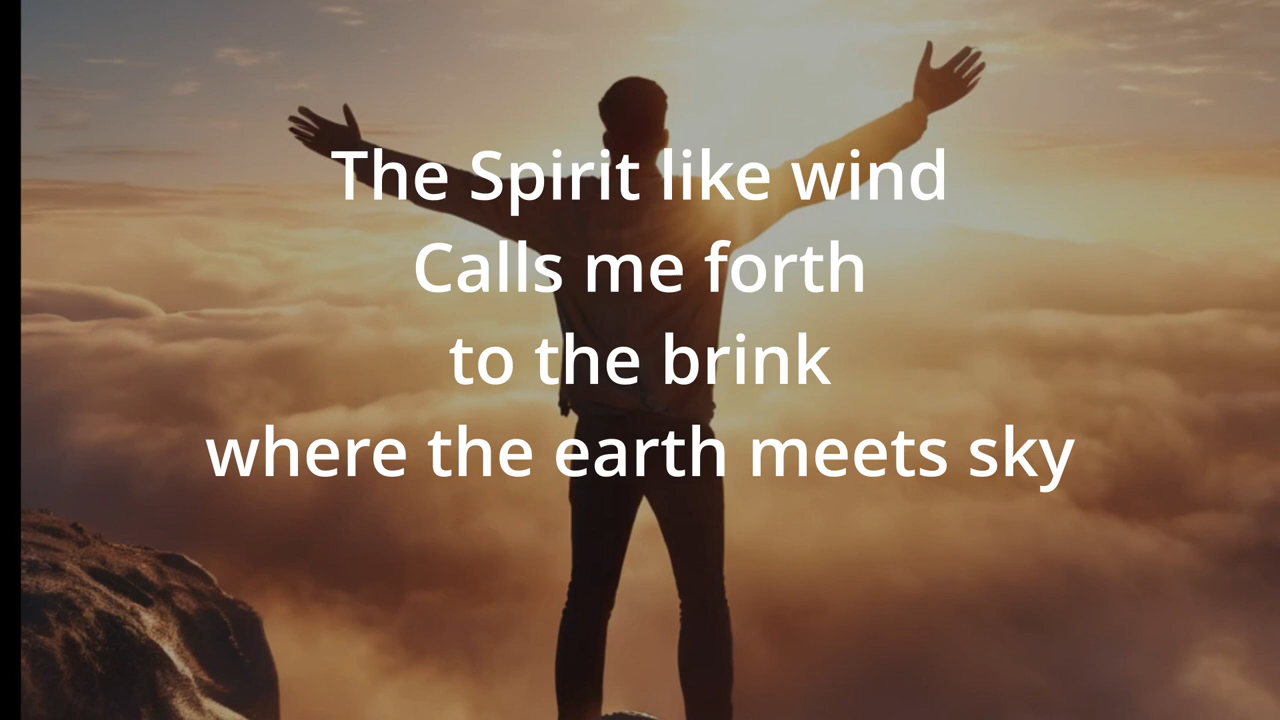 The Spirit like wind
Calls me forth
to the brink
where the earth meets sky